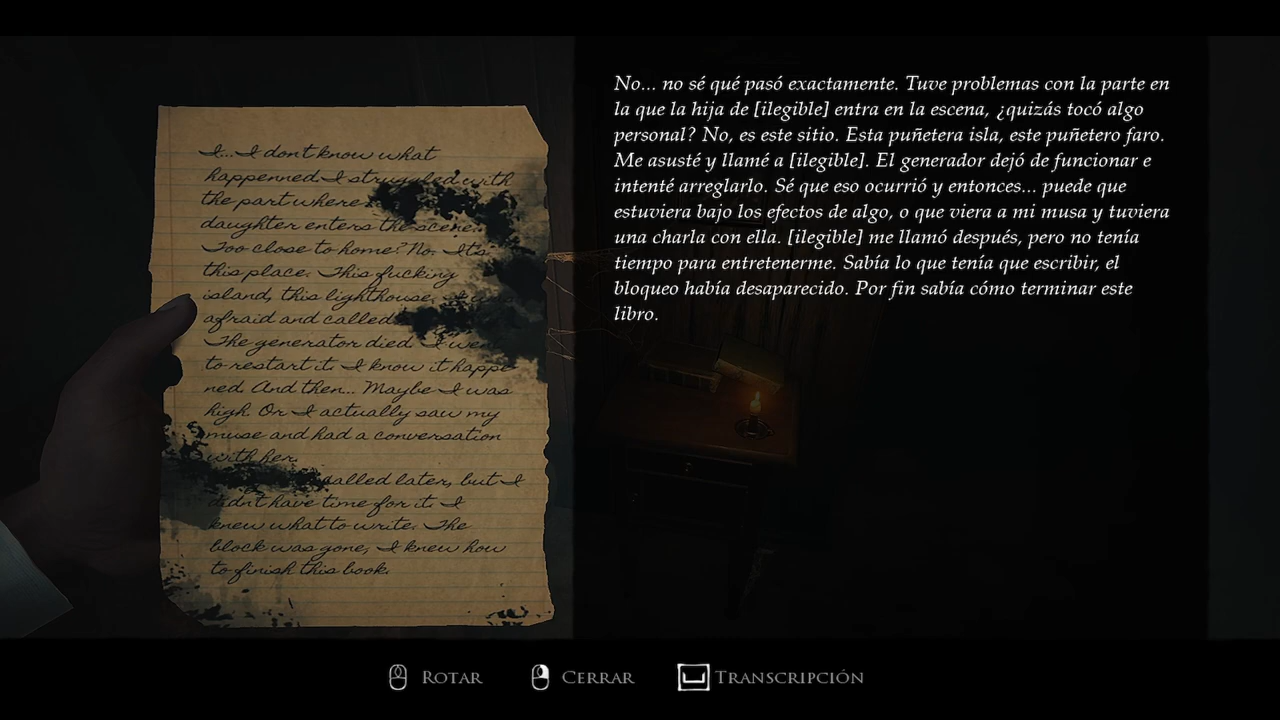 I... I dont know what
happenned. I struggled with
the part where
daughter enters the scene.
Too close to home? No. It's
this place. This fucking
island, this lighthouse. I was
afraid and called
The generator died. I wen
to restart it. I know it happe
ned. And then... Maybe I was
high. Or I actually saw my
muse and had a conversation
with her.
called later, but I
didnt have time for it. I
knew what to write. The
block was gone, I knew how
to finish this book.
No... no sé qué pasó exactamente. Tuve problemas con la parte en
la que la hija de [ilegible] entra en la escena, ¿quizás tocó algo
personal? No, es este sitio. Esta puñetera isla, este puñetero faro.
Me asusté y llamé a [ilegible]. El generador dejó de funcionar e
intenté arreglarlo. Sé que eso ocurrió y entonces... puede que
estuviera bajo los efectos de algo, o que viera a mi musa y tuviera
una charla con ella. [ilegible] me llamó después, pero no tenía
tiempo para entretenerme. Sabía lo que tenía que escribir, el
bloqueo había desaparecido. Por fin sabía cómo terminar este
libro.
Rotar Cerrar Transcripción